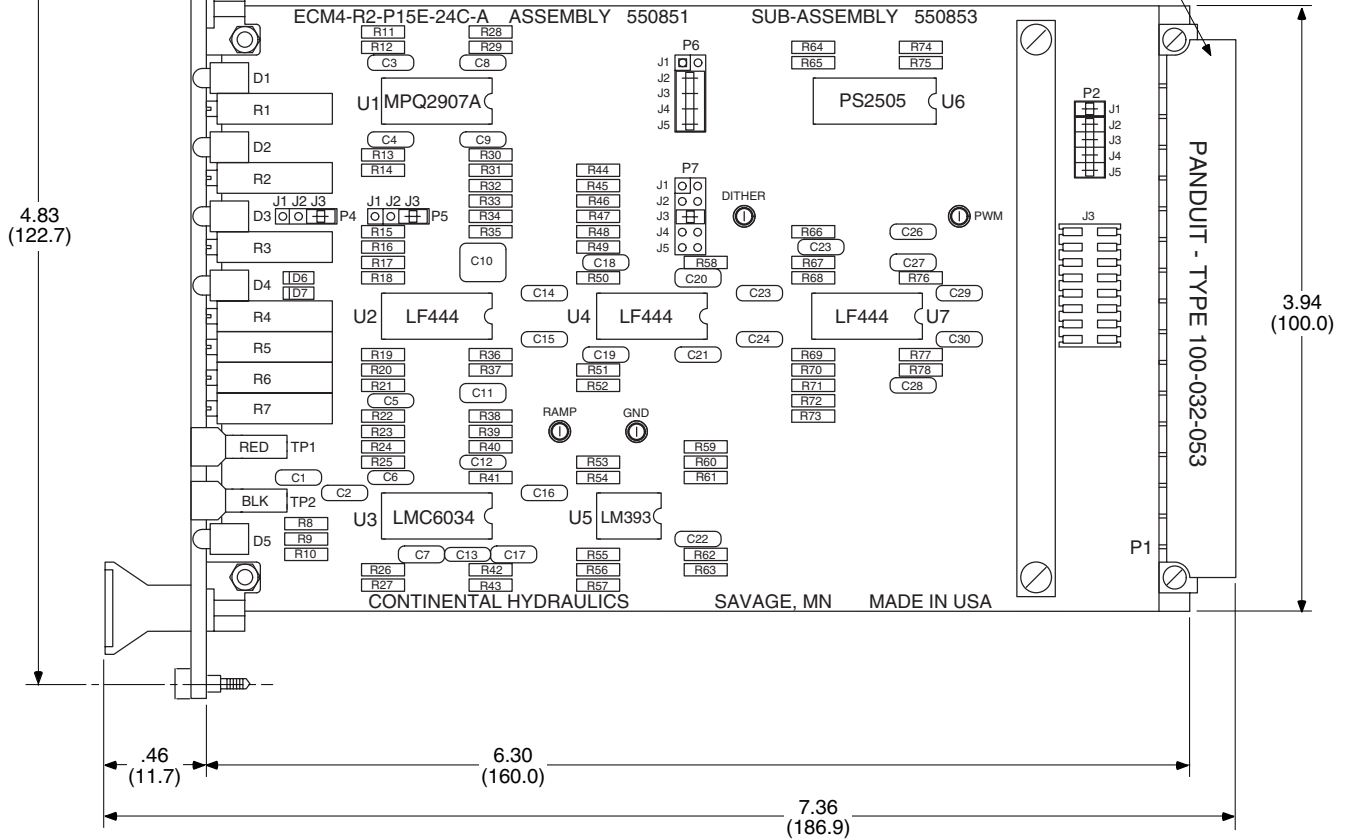 ECM4-R2-P15E-24C-A ASSEMBLY 550851 SUB-ASSEMBLY 550853
R11 R28 P6 R64 R74
R12 R29 J1 R65 R75
C3 C8 J2
D1 J3 P2
R1 U1 MPQ2907A J4 PS2505 U6 J1
J5 J2
C4 C9 J3
D2 R13 R30 J4
R14 R31 R44 P7 J5
R2 R32 R45 J1 DITHER
J1 J2 J3 J1 J2 J3 R33 R46 J2
D3 P4 P5 R34 R47 J3 PWM J3
R15 R35 R48 J4 R66 C26
R3 R16 R49 J5 C23
R17 C10 C18 R58 R67 C27
D4 D6 R18 R50 C20 R68 R76
D7 C14 C23 C29
R4 U2 LF444 U4 LF444 LF444 U7
R5 C15 C24 C30
R19 R36 C19 C21 R69 R77
R6 R20 R37 R51 R70 R78
R21 C11 R52 R71 C28
R7 C5 R72
R22 R38 RAMP GND R73
R23 R39
RED TP1 R24 R40 R59
R25 C12 R53 R60
C1 C6 R41 R54 R61
BLK TP2 C2 C16
R8 U3 LMC6034 U5 LM393
D5 R9 C22
R10 C7 C13 C17 R55 R62 P1
R26 R42 R56 R63
R27 R43 R57
CONTINENTAL HYDRAULICS SAVAGE, MN MADE IN USA
PANDUIT - TYPE 100-032-053
4.83
(122.7)
3.94
(100.0)
.46
(11.7)
6.30
(160.0)
7.36
(186.9)